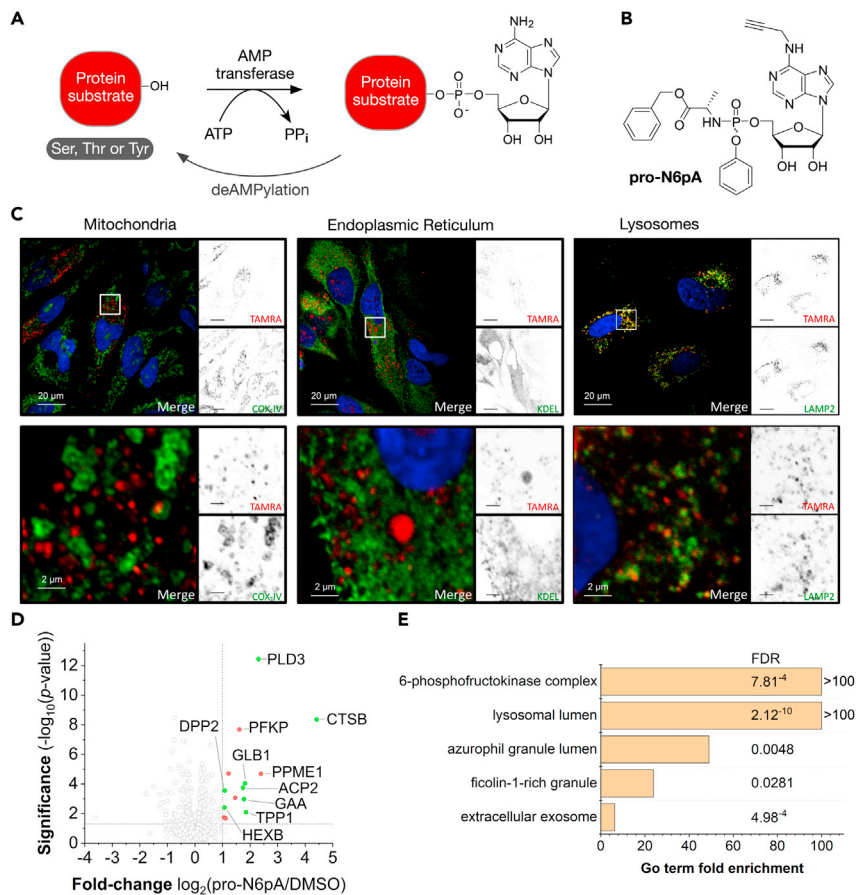 A
Protein
substrate
OH
Ser, Thr or Tyr
AMP
transferase
ATP
PPi
deAMPylation
Protein
substrate
O
P
O
O-
O
NH2
N
N
N
N
OH
OH
B
HN
N
N
N
N
O
O
HN
P
O
O
O
O
OH
OH
pro-N6pA
C
Mitochondria
Endoplasmic Reticulum
Lysosomes
TAMRA
TAMRA
TAMRA
20 µm
Merge
COX-IV
20 µm
Merge
KDEL
20 µm
Merge
LAMP2
TAMRA
TAMRA
TAMRA
2 µm
Merge
COX-IV
2 µm
Merge
KDEL
2 µm
Merge
LAMP2
D
Significance (-log10(p-value))
12
10
8
6
4
2
0
PLD3
CTSB
DPP2
PFKP
GLB1
PPME1
ACP2
GAA
TPP1
HEXB
-4 -3 -2 -1 0 1 2 3 4 5
Fold-change log2(pro-N6pA/DMSO)
E
FDR
6-phosphofructokinase complex 7.81-4 >100
lysosomal lumen 2.12-10 >100
azurophil granule lumen 0.0048
ficolin-1-rich granule 0.0281
extracellular exosome 4.98-4
0 20 40 60 80 100
Go term fold enrichment